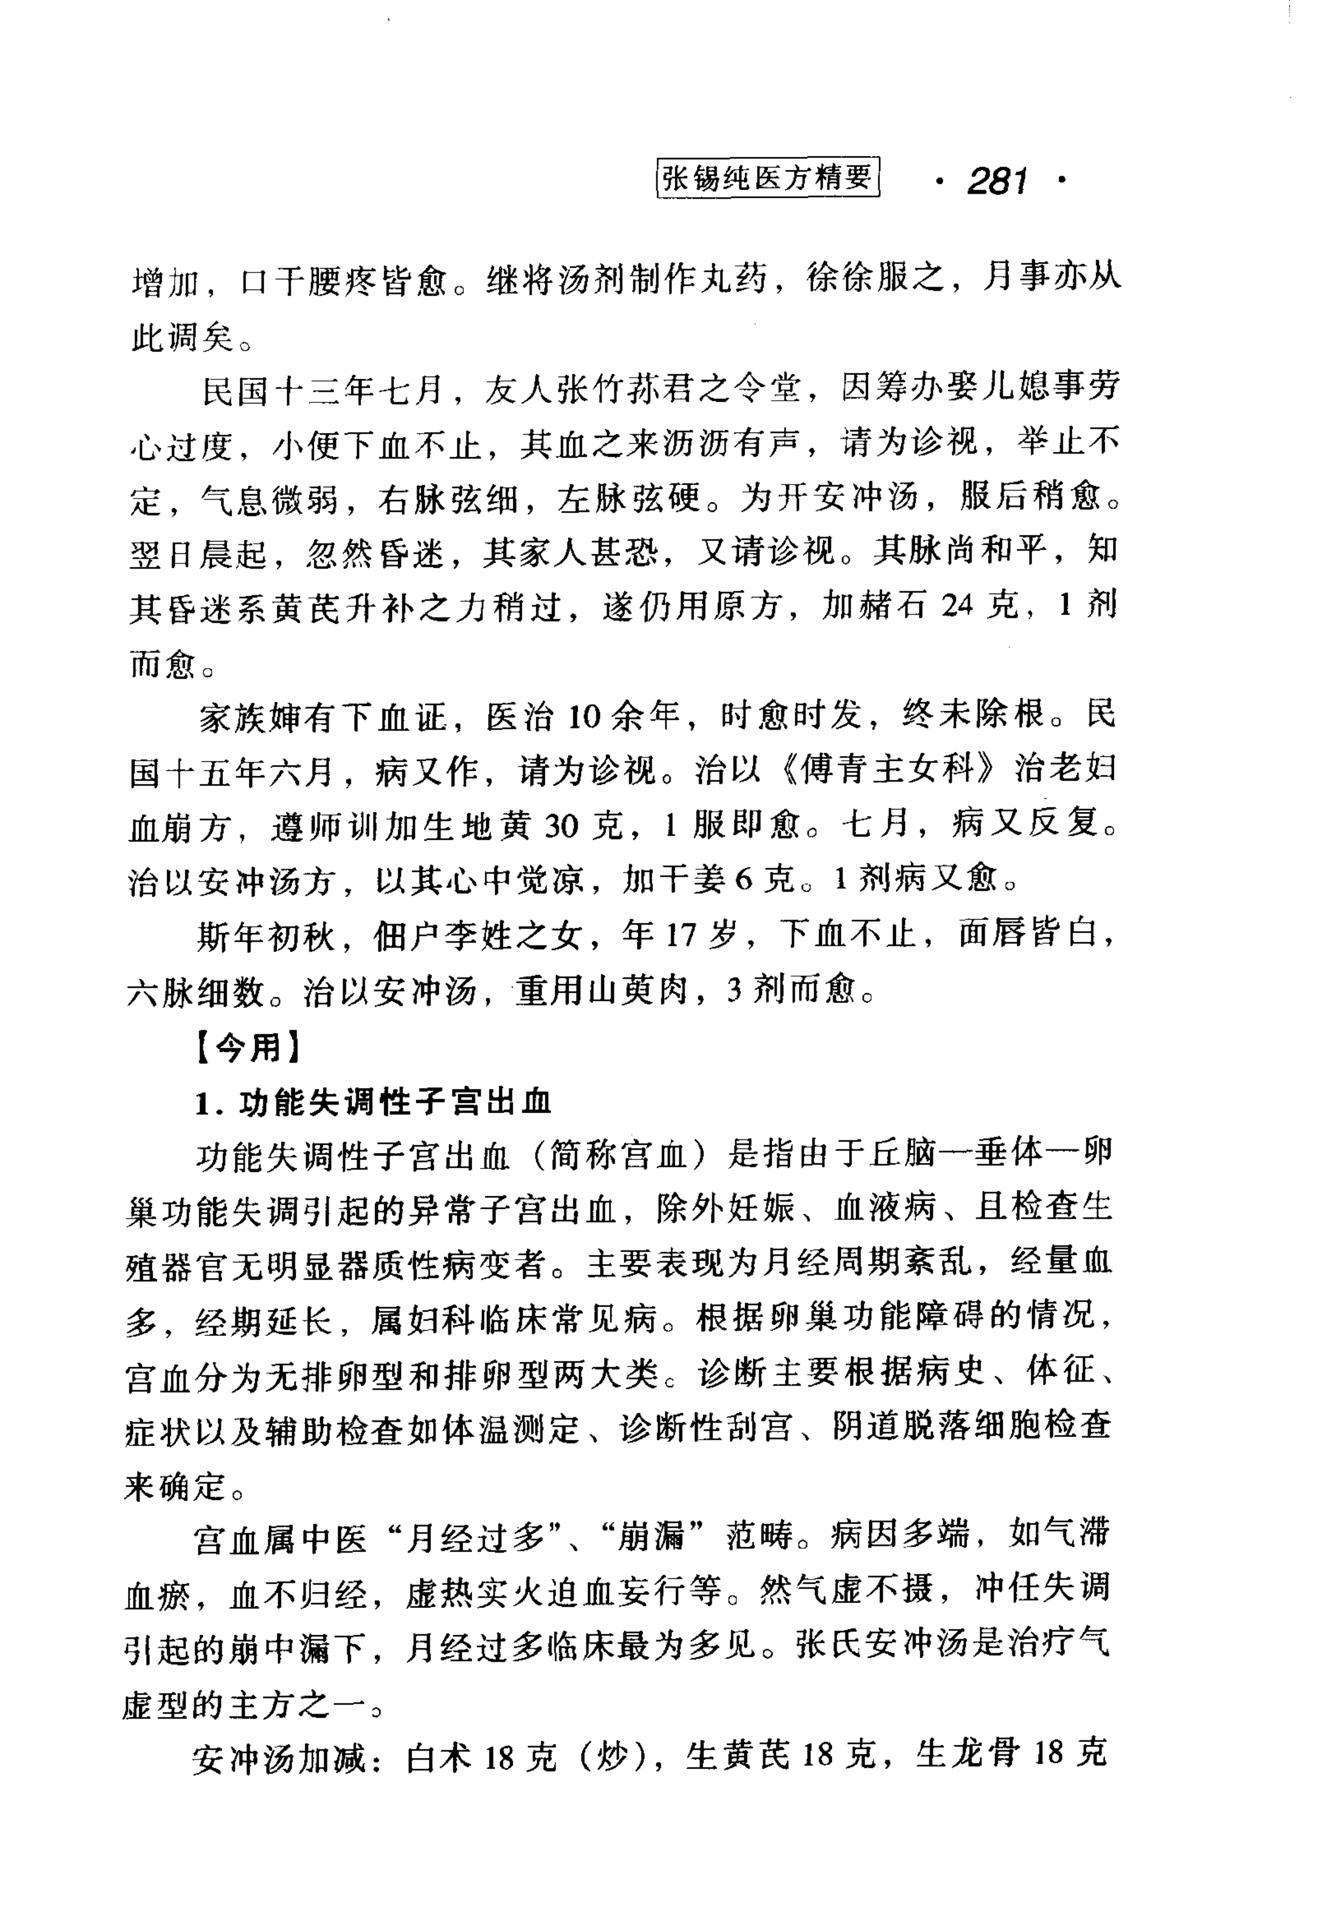 张锡纯医方精要 · 281 ·
增加，口干腰疼皆愈。继将汤剂制作丸药，徐徐服之，月事亦从
此调矣。
民国十三年七月，友人张竹荪君之令堂，因筹办娶儿媳事劳
心过度，小便下血不止，其血之来沥沥有声，请为诊视，举止不
定，气息微弱，右脉弦细，左脉弦硬。为开安冲汤，服后稍愈。
翌日晨起，忽然昏迷，其家人甚恐，又请诊视。其脉尚和平，知
其昏迷系黄芪升补之力稍过，遂仍用原方，加赭石 24 克，1 剂
而愈。
家族婶有下血证，医治 10 余年，时愈时发，终未除根。民
国十五年六月，病又作，请为诊视。治以《傅青主女科》治老妇
血崩方，遵师训加生地黄 30 克，1 服即愈。七月，病又反复。
治以安冲汤方，以其心中觉凉，加干姜 6 克。1 剂病又愈。
斯年初秋，佃户李姓之女，年 17 岁，下血不止，面唇皆白，
六脉细数。治以安冲汤，重用山萸肉，3 剂而愈。
【今用】
1. 功能失调性子宫出血
功能失调性子宫出血（简称宫血）是指由于丘脑—垂体—卵
巢功能失调引起的异常子宫出血，除外妊娠、血液病、且检查生
殖器官无明显器质性病变者。主要表现为月经周期紊乱，经量血
多，经期延长，属妇科临床常见病。根据卵巢功能障碍的情况，
宫血分为无排卵型和排卵型两大类。诊断主要根据病史、体征、
症状以及辅助检查如体温测定、诊断性刮宫、阴道脱落细胞检查
来确定。
宫血属中医“月经过多”、“崩漏”范畴。病因多端，如气滞
血瘀，血不归经，虚热实火迫血妄行等。然气虚不摄，冲任失调
引起的崩中漏下，月经过多临床最为多见。张氏安冲汤是治疗气
虚型的主方之一。
安冲汤加减：白术 18 克（炒），生黄芪 18 克，生龙骨 18 克